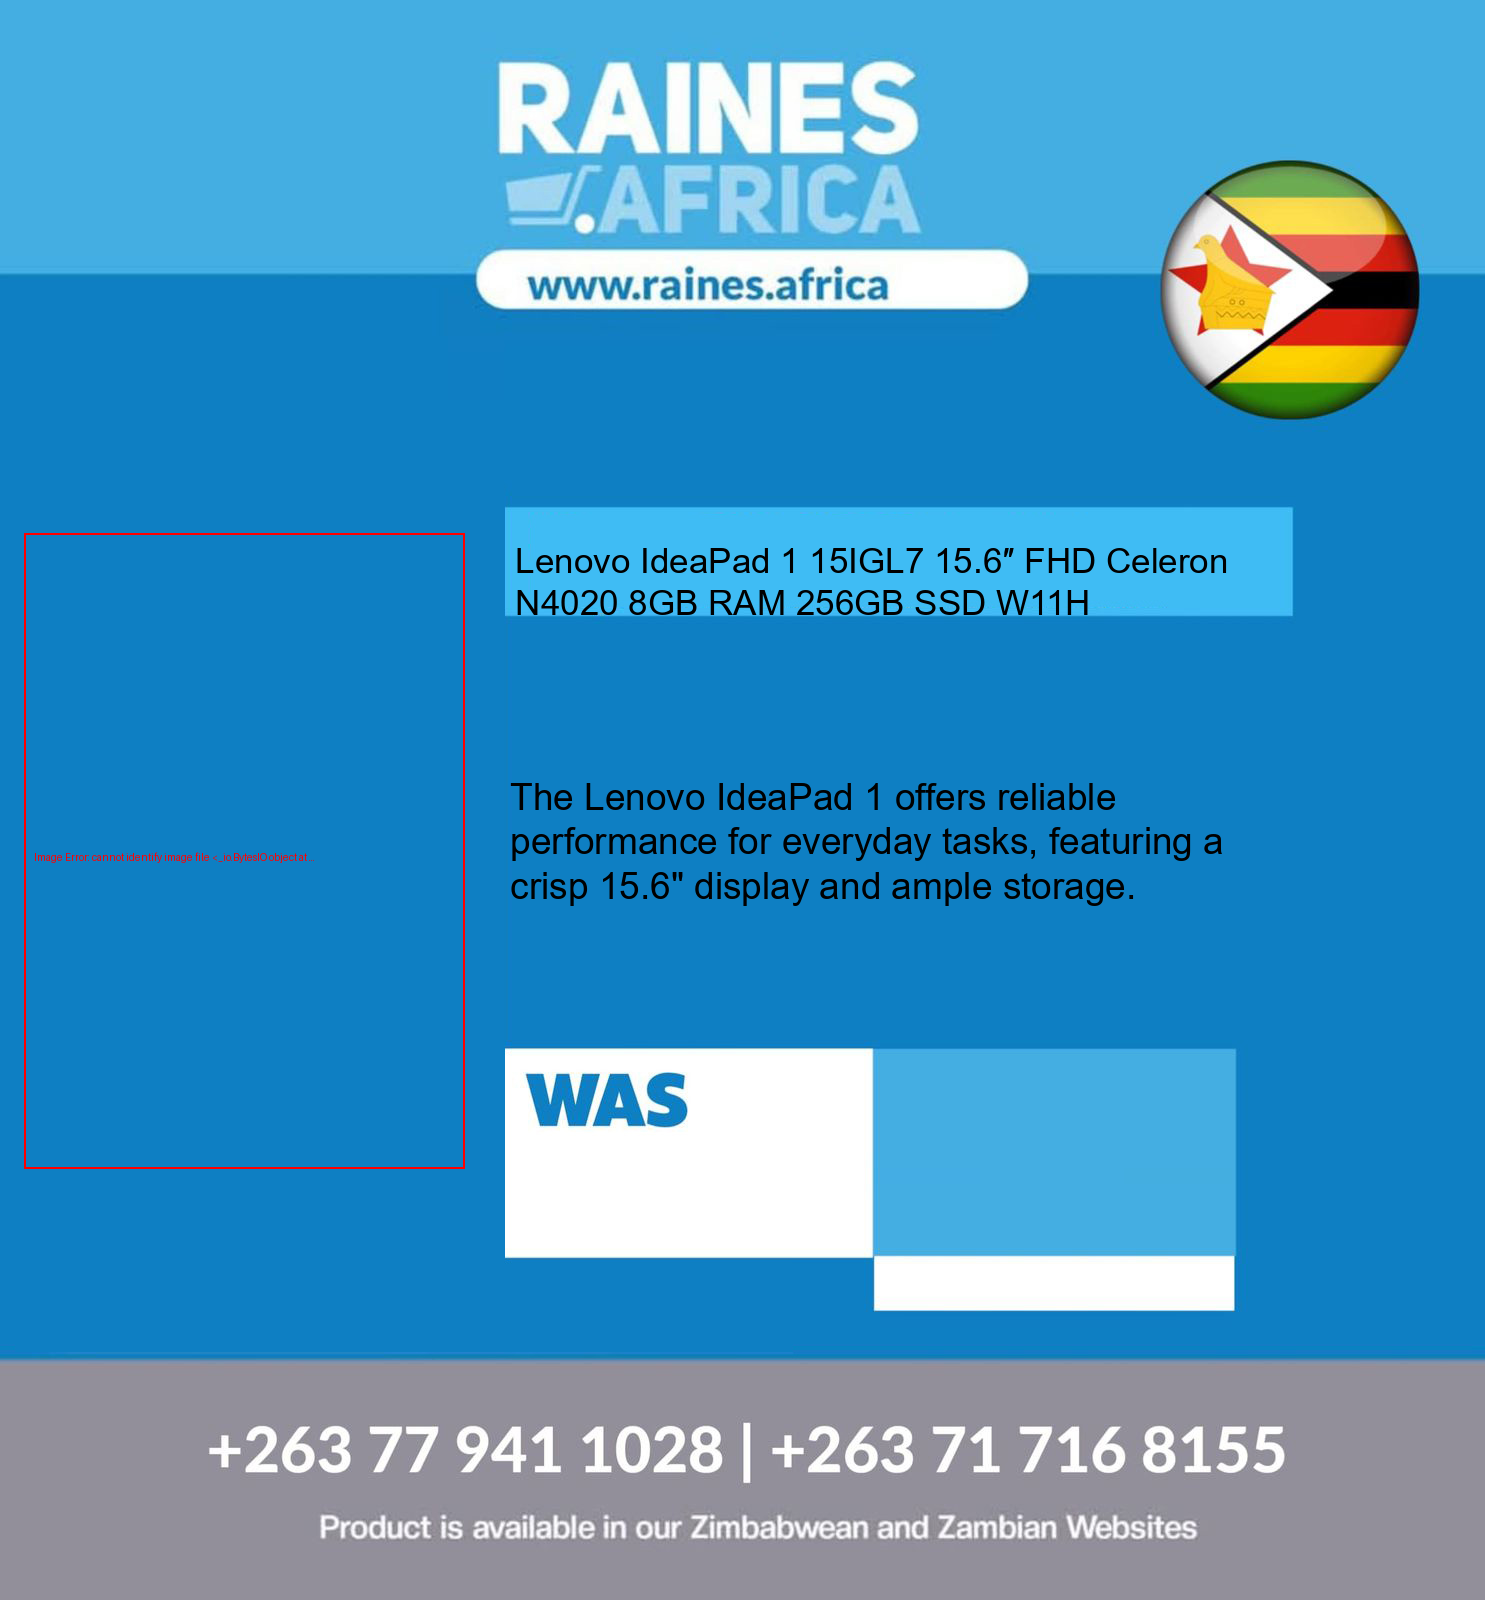 RAINES
.AFRICA
www.raines.africa
Lenovo IdeaPad 1 15IGL7 15.6″ FHD Celeron
N4020 8GB RAM 256GB SSD W11H
Image Error: cannot identify image file <_io.BytesIO object at...
The Lenovo IdeaPad 1 offers reliable
performance for everyday tasks, featuring a
crisp 15.6" display and ample storage.
WAS
+263 77 941 1028 | +263 71 716 8155
Product is available in our Zimbabwean and Zambian Websites